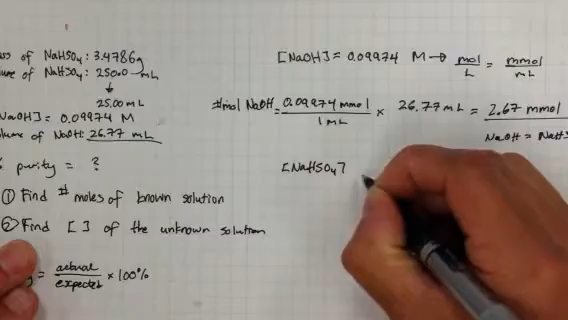 ss of NaHSO4: 3.4786g
ume of NaHSO4: 250.0 mL
↓
25.00 mL
NaOH] = 0.09974 M
lume of NaOH: 26.77 mL
% purity = ?
① Find # moles of known solution
② Find [ ] of the unknown solution
= actual / expected × 100%
[NaOH] = 0.09974 M → mol / L = mmol / mL
#mol NaOH = 0.09974 mmol / 1 mL × 26.77 mL = 2.67 mmol
NaOH = NaHS
[NaHSO4]